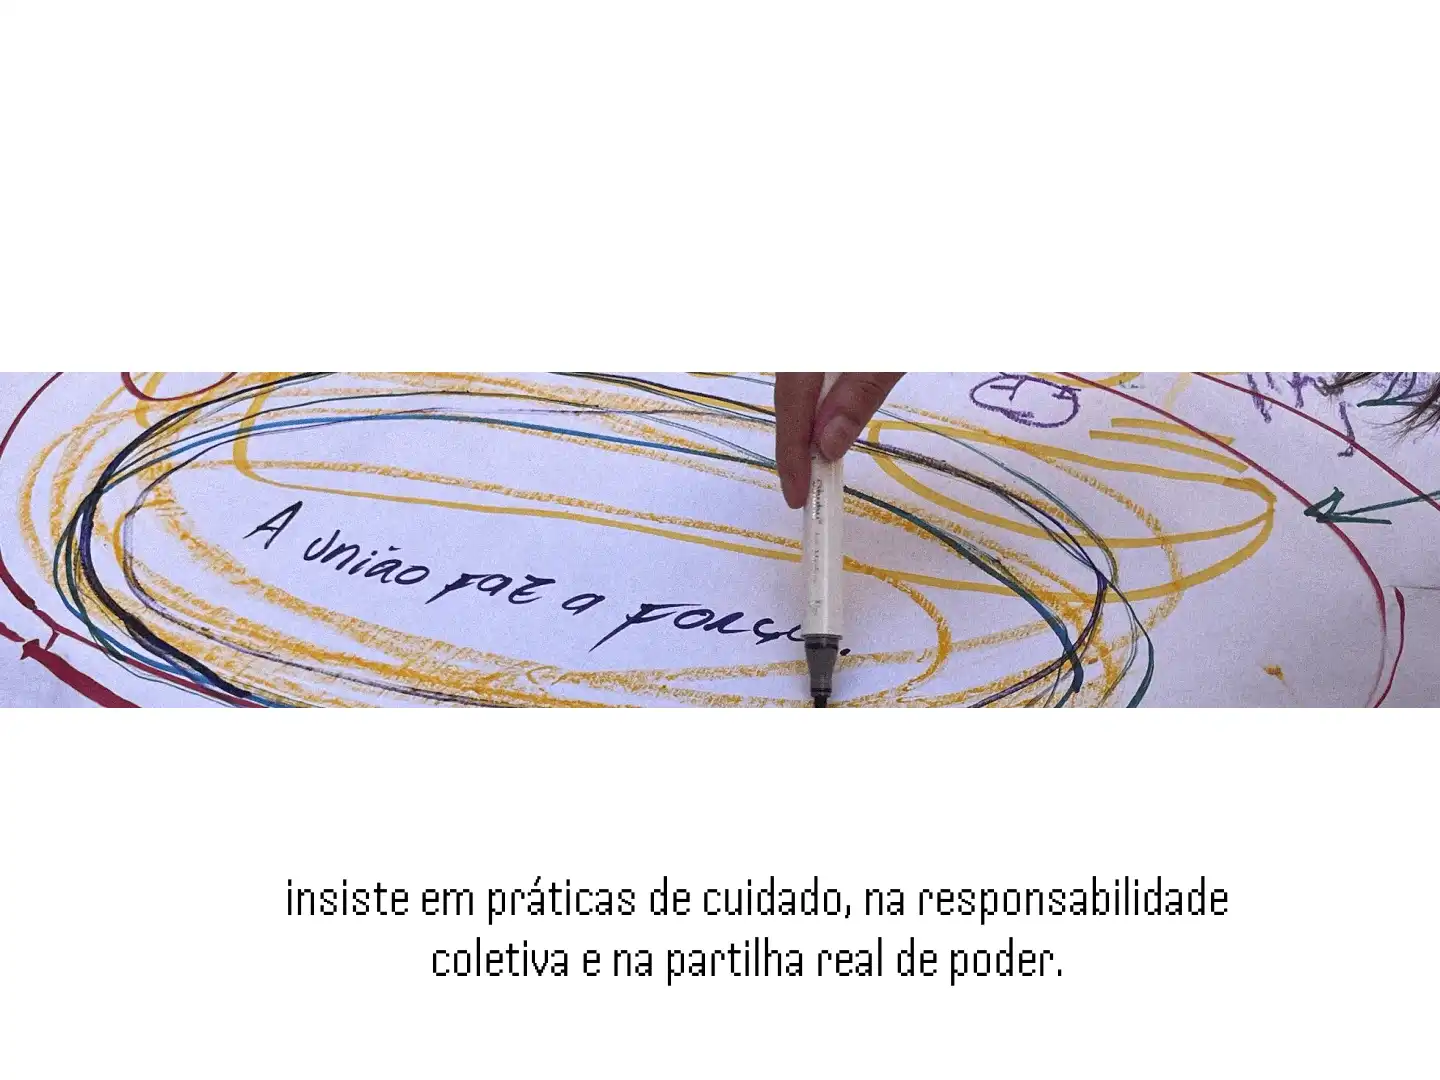 A união faz a força.
insiste em práticas de cuidado, na responsabilidade
coletiva e na partilha real de poder.